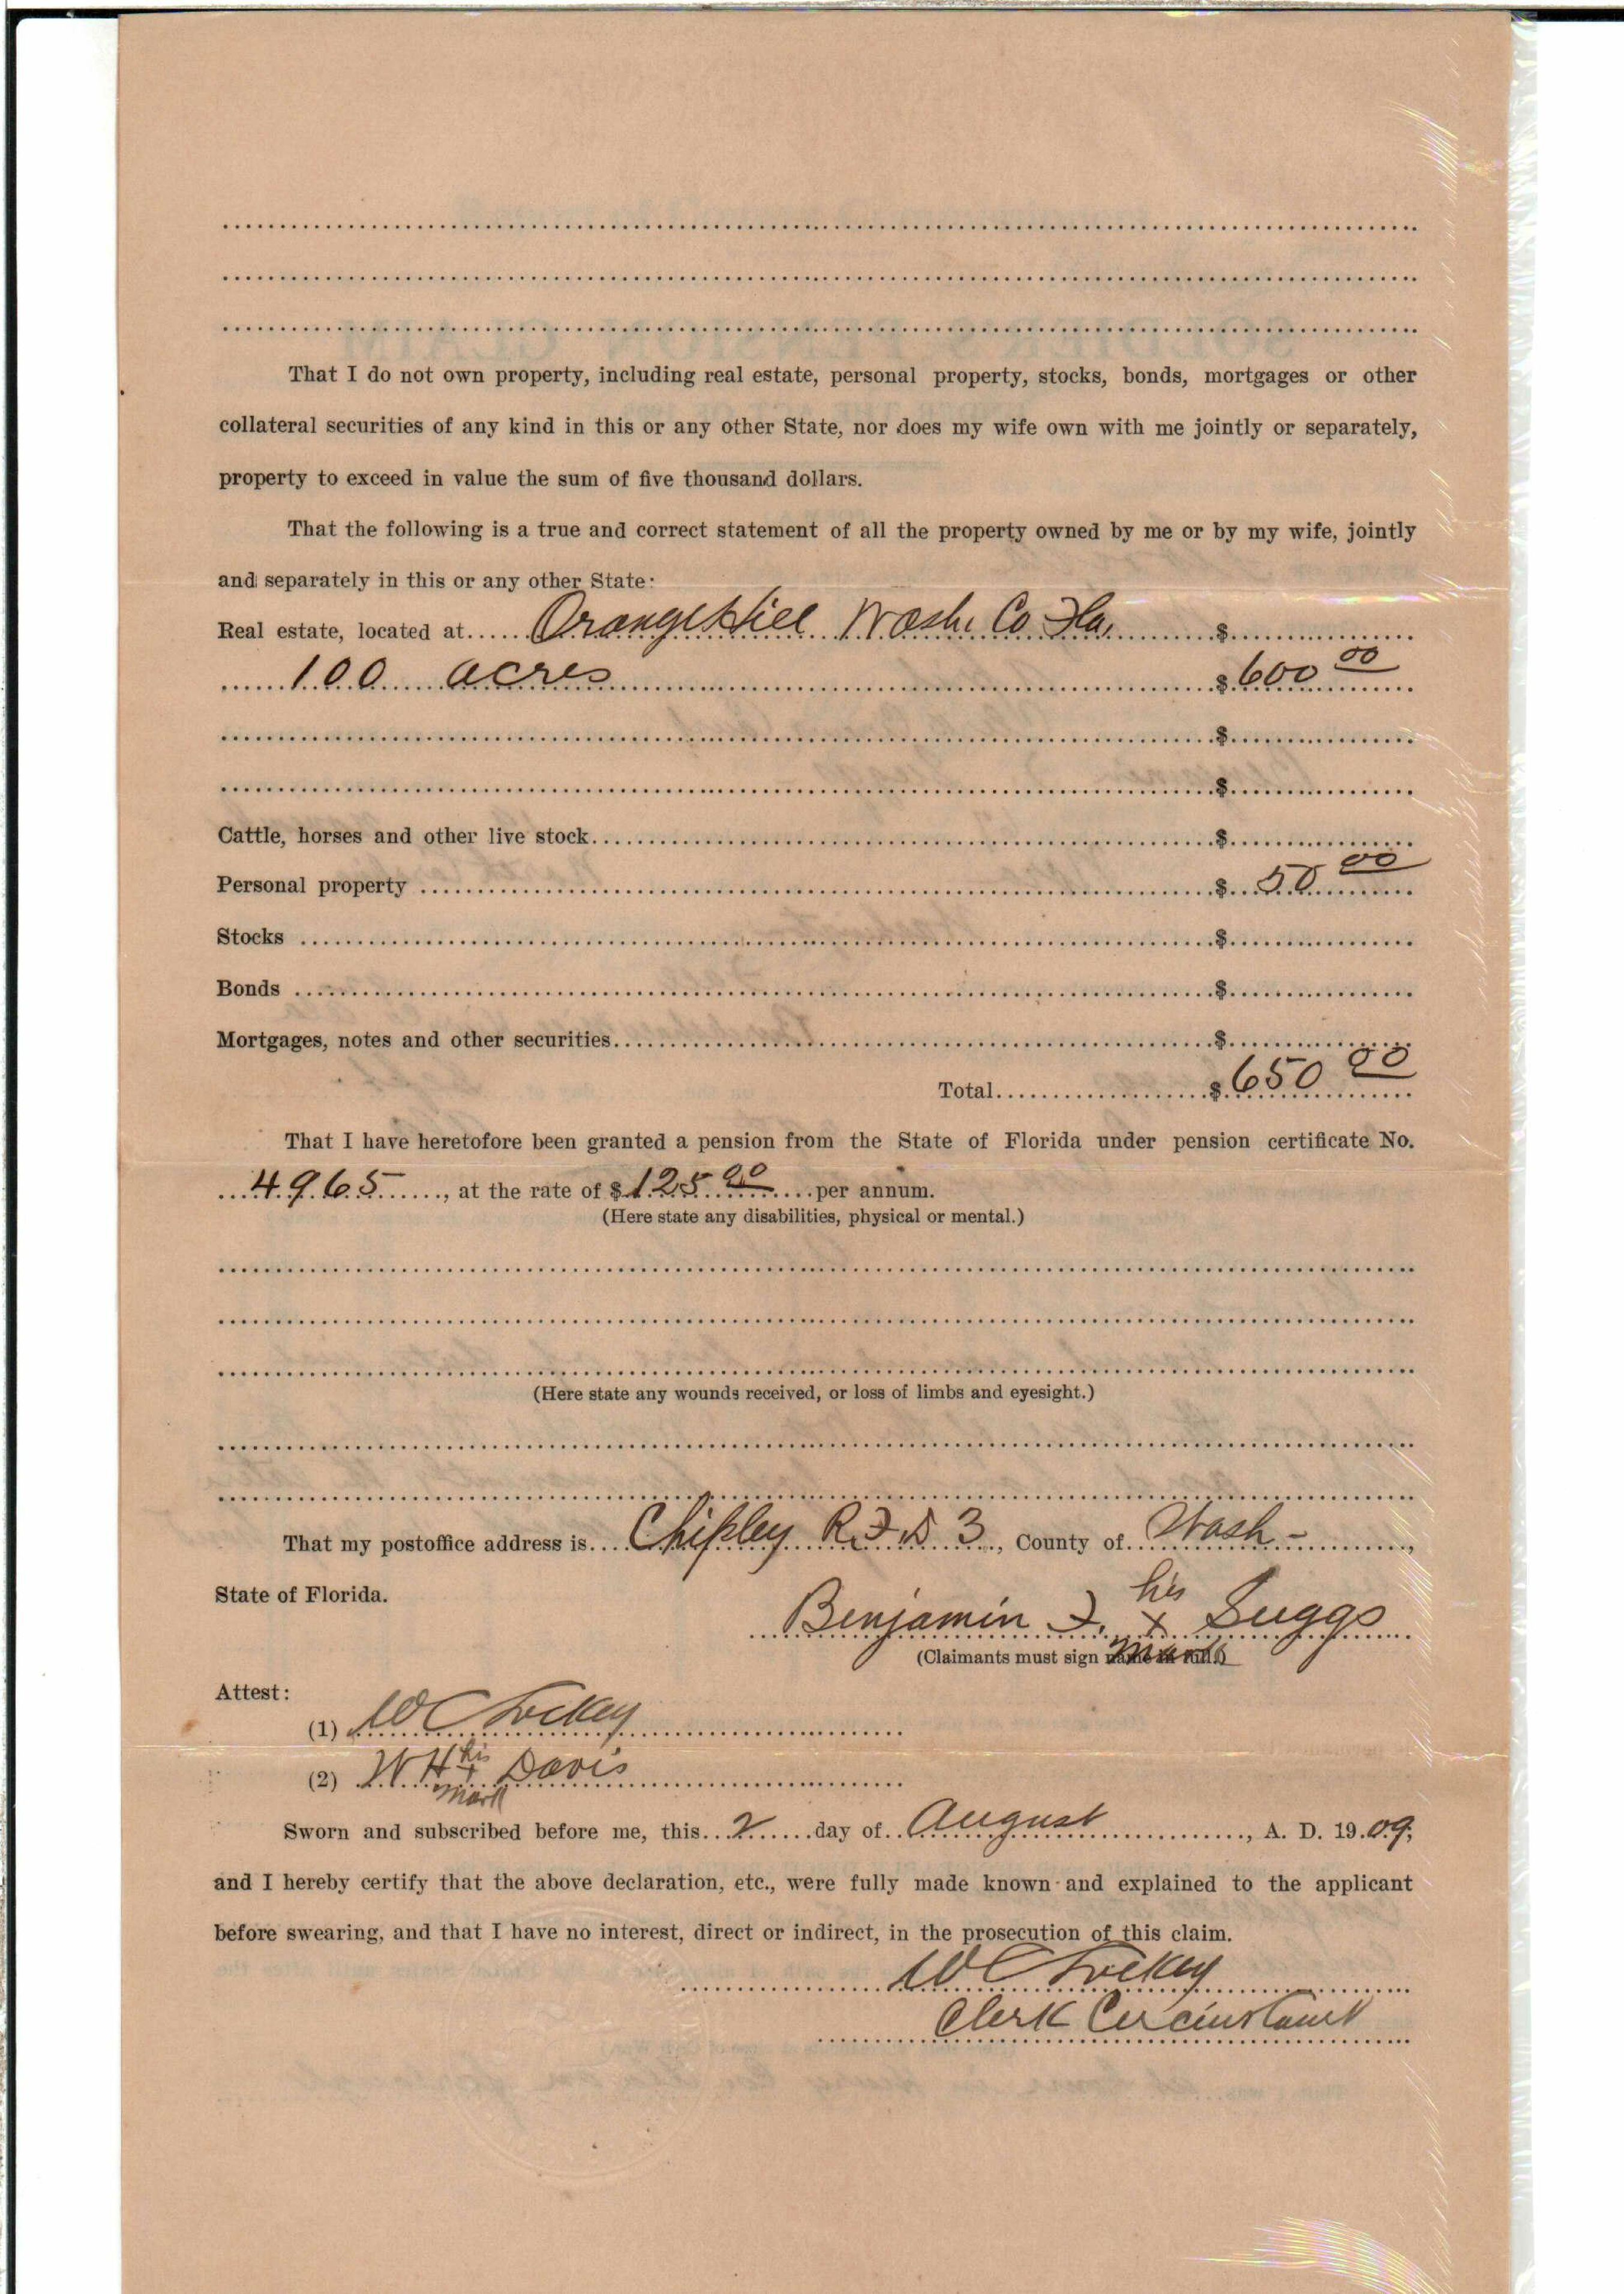 That I do not own property, including real estate, personal property, stocks, bonds, mortgages or other
collateral securities of any kind in this or any other State, nor does my wife own with me jointly or separately,
property to exceed in value the sum of five thousand dollars.
That the following is a true and correct statement of all the property owned by me or by my wife, jointly
and separately in this or any other State:
Real estate, located at Orange Hill Wash. Co Fla, $
100 acres $600 00
$
$
Cattle, horses and other live stock $
Personal property $ 50 00
Stocks $
Bonds $
Mortgages, notes and other securities $
Total $650 00
That I have heretofore been granted a pension from the State of Florida under pension certificate No.
4965, at the rate of $125 00 per annum.
(Here state any disabilities, physical or mental.)
(Here state any wounds received, or loss of limbs and eyesight.)
That my postoffice address is Chipley R.F.D 3, County of Wash-,
State of Florida.
his
Benjamin F. x Suggs
(Claimants must sign name in full.)
mark
Attest:
(1) W C Lockey
his
(2) W H + Davis
mark
Sworn and subscribed before me, this 2 day of August, A. D. 1909,
and I hereby certify that the above declaration, etc., were fully made known and explained to the applicant
before swearing, and that I have no interest, direct or indirect, in the prosecution of this claim.
W C Lockey
Clerk Circuit Court